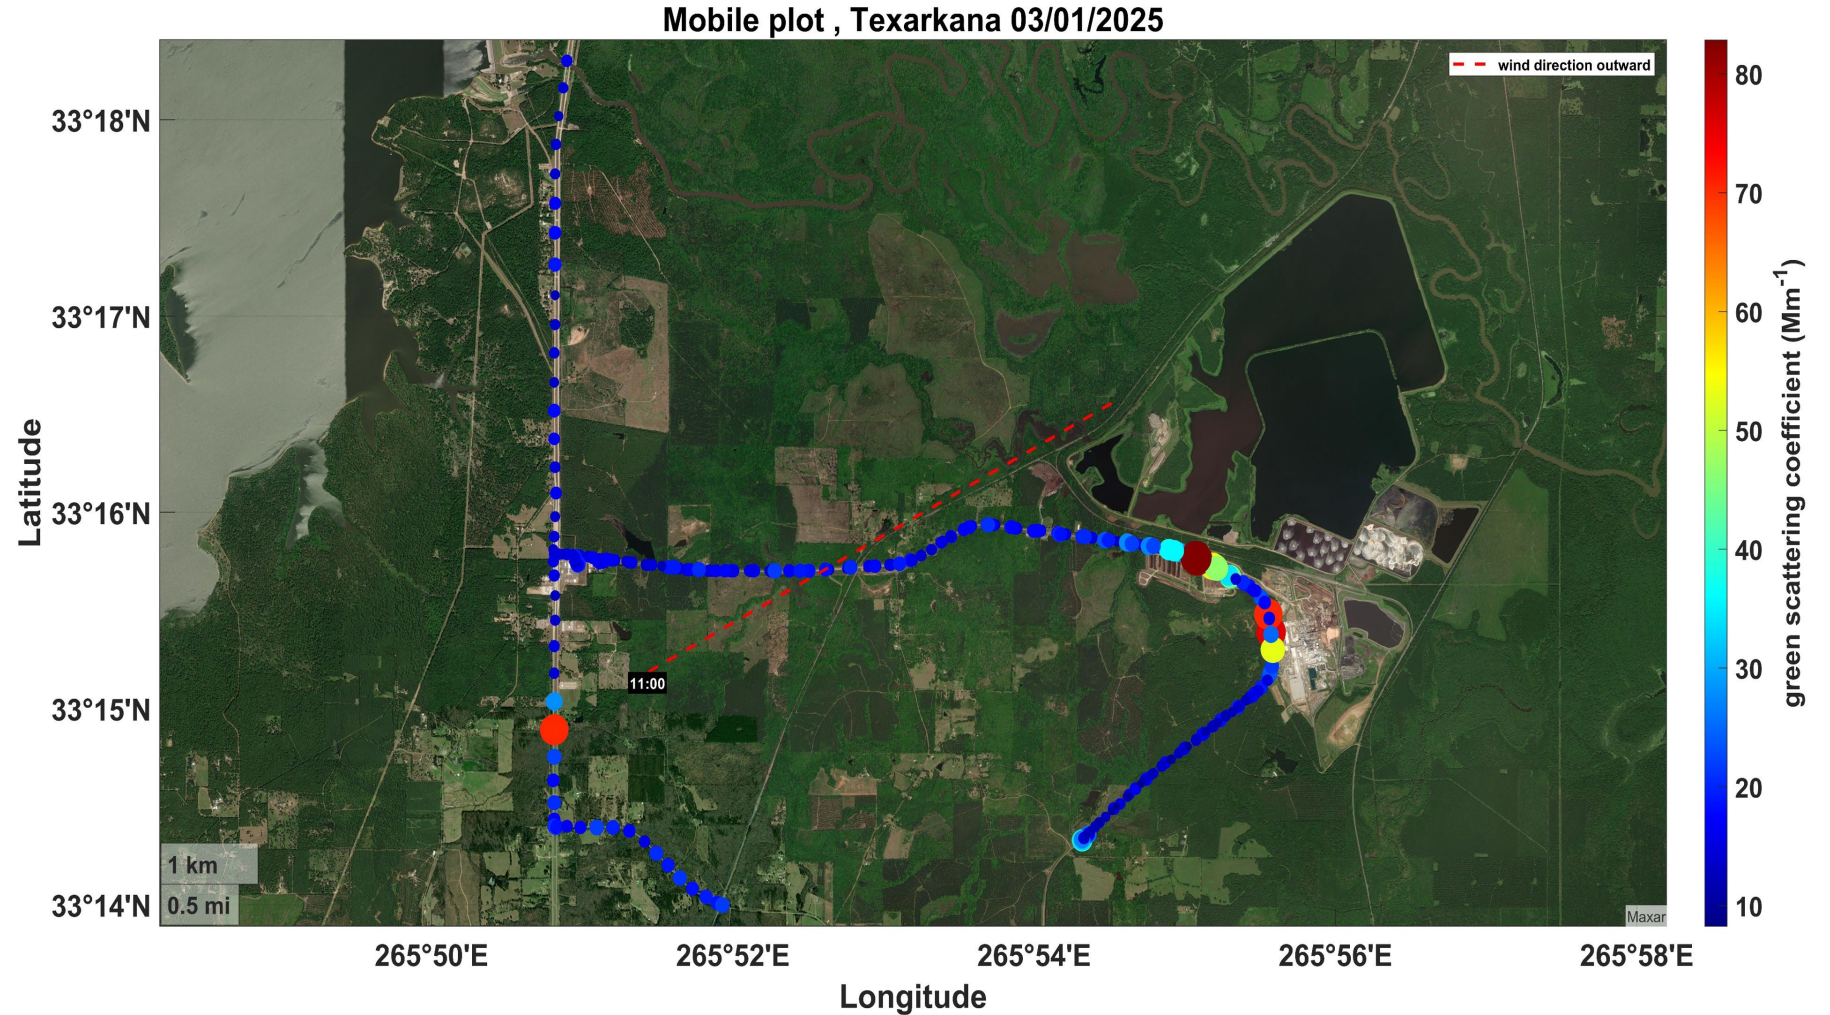 Mobile plot , Texarkana 03/01/2025
wind direction outward
80
70
60
50
40
30
20
10
green scattering coefficient (Mm-1)
33°18'N
33°17'N
33°16'N
33°15'N
33°14'N
Latitude
11:00
1 km
0.5 mi
Maxar
265°50'E
265°52'E
265°54'E
265°56'E
265°58'E
Longitude